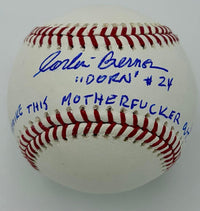 Corbin Bernsen
"DORN" #24
THIS MOTHERFUCKER